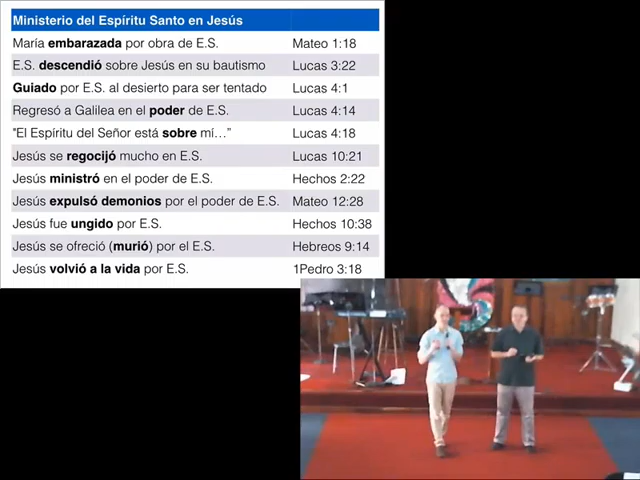 Ministerio del Espíritu Santo en Jesús
María embarazada por obra de E.S. Mateo 1:18
E.S. descendió sobre Jesús en su bautismo Lucas 3:22
Guiado por E.S. al desierto para ser tentado Lucas 4:1
Regresó a Galilea en el poder de E.S. Lucas 4:14
"El Espíritu del Señor está sobre mí…” Lucas 4:18
Jesús se regocijó mucho en E.S. Lucas 10:21
Jesús ministró en el poder de E.S. Hechos 2:22
Jesús expulsó demonios por el poder de E.S. Mateo 12:28
Jesús fue ungido por E.S. Hechos 10:38
Jesús se ofreció (murió) por el E.S. Hebreos 9:14
Jesús volvió a la vida por E.S. 1Pedro 3:18